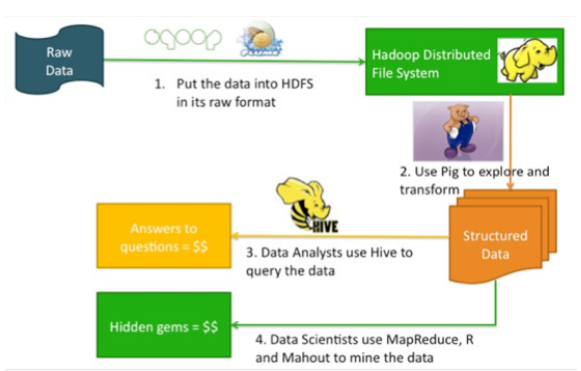 Raw
Data
sqoop
1. Put the data into HDFS
in its raw format
Hadoop Distributed
File System
2. Use Pig to explore and
transform
HIVE
Answers to
questions = $$
3. Data Analysts use Hive to
query the data
Structured
Data
Hidden gems = $$
4. Data Scientists use MapReduce, R
and Mahout to mine the data